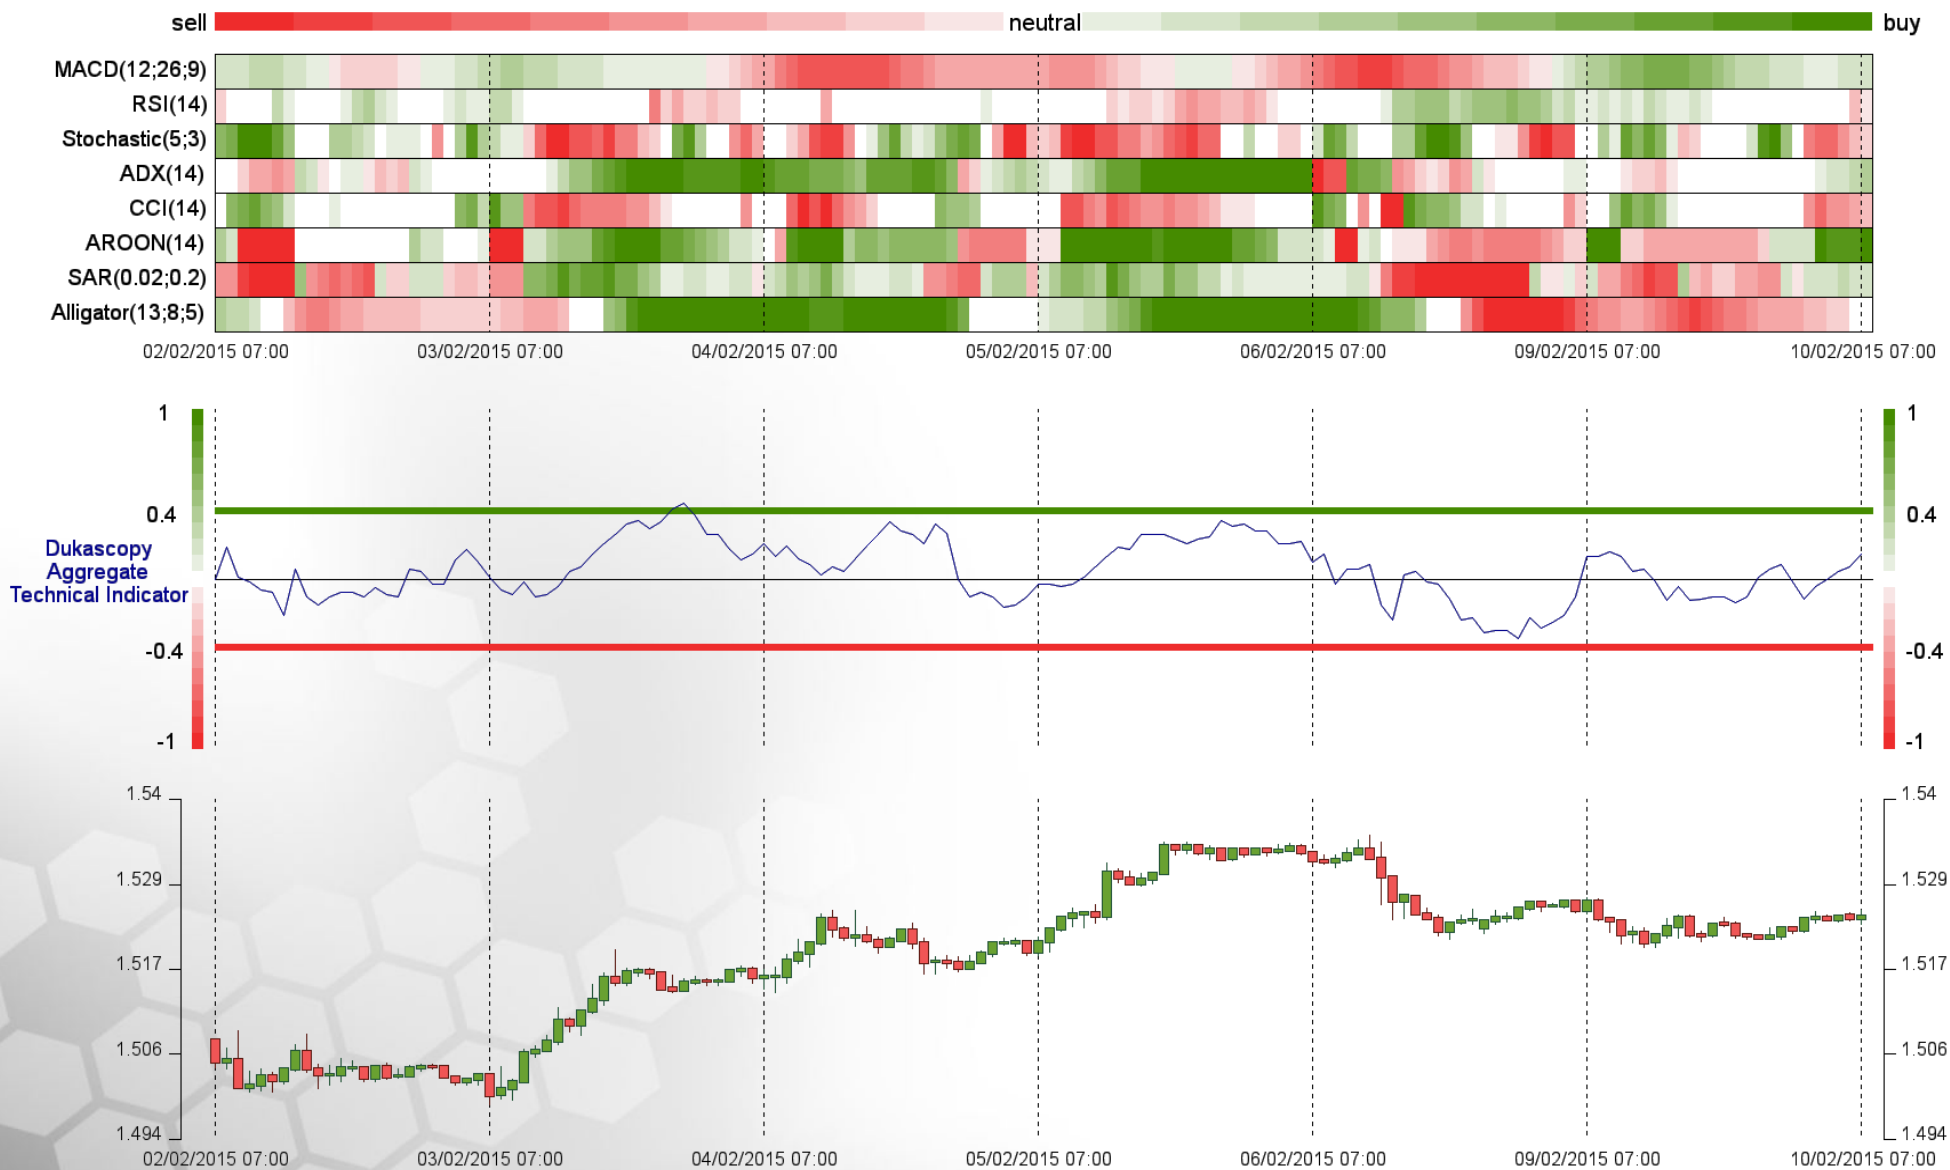 sell neutral buy
MACD(12;26;9)
RSI(14)
Stochastic(5;3)
ADX(14)
CCI(14)
AROON(14)
SAR(0.02;0.2)
Alligator(13;8;5)
02/02/2015 07:00 03/02/2015 07:00 04/02/2015 07:00 05/02/2015 07:00 06/02/2015 07:00 09/02/2015 07:00 10/02/2015 07:00
1 1
0.4 0.4
Dukascopy
Aggregate
Technical Indicator
-0.4 -0.4
-1 -1
1.54 1.54
1.529 1.529
1.517 1.517
1.506 1.506
1.494 1.494
02/02/2015 07:00 03/02/2015 07:00 04/02/2015 07:00 05/02/2015 07:00 06/02/2015 07:00 09/02/2015 07:00 10/02/2015 07:00